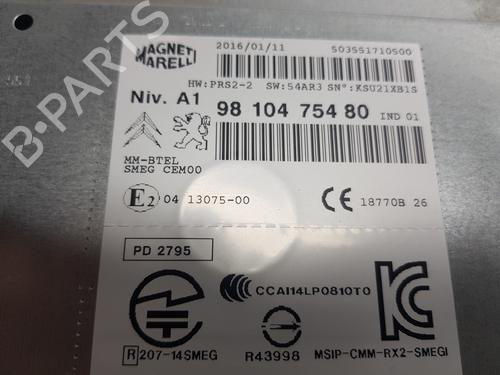 MAGNETI MARELLI
2016/01/11 503551710500
HW:PRS2-2 SW:54AR3 SN°:KSU21XB1S
Niv. A1
98 104 754 80 IND 01
MM-BTEL
SMEG CEM00
E2 04 13075-00
CE 18770B 26
PD 2795
CCAI14LP0810T0
R 207-14SMEG
R43998
MSIP-CMM-RX2-SMEGI
B-PARTS